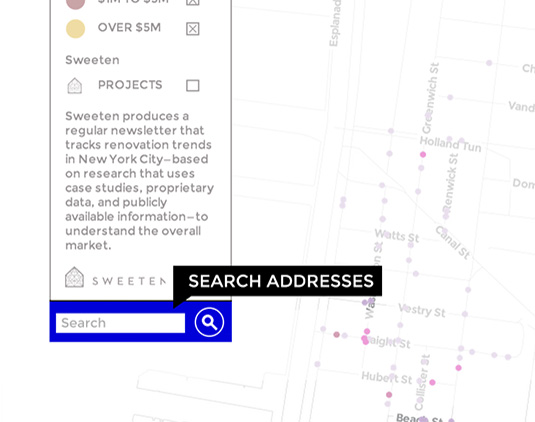 $1M TO $5M
OVER $5M
Sweeten
PROJECTS
Sweeten produces a
regular newsletter that
tracks renovation trends
in New York City—based
on research that uses
case studies, proprietary
data, and publicly
available information—to
understand the overall
market.
SWEETEN
SEARCH ADDRESSES
Search
Esplanad
Greenwich St
Ch
Vand
Holland Tun
Renwick St
Dom
Watts St
Canal St
Vestry St
Laight St
Hubert St
Collister St
Beach St